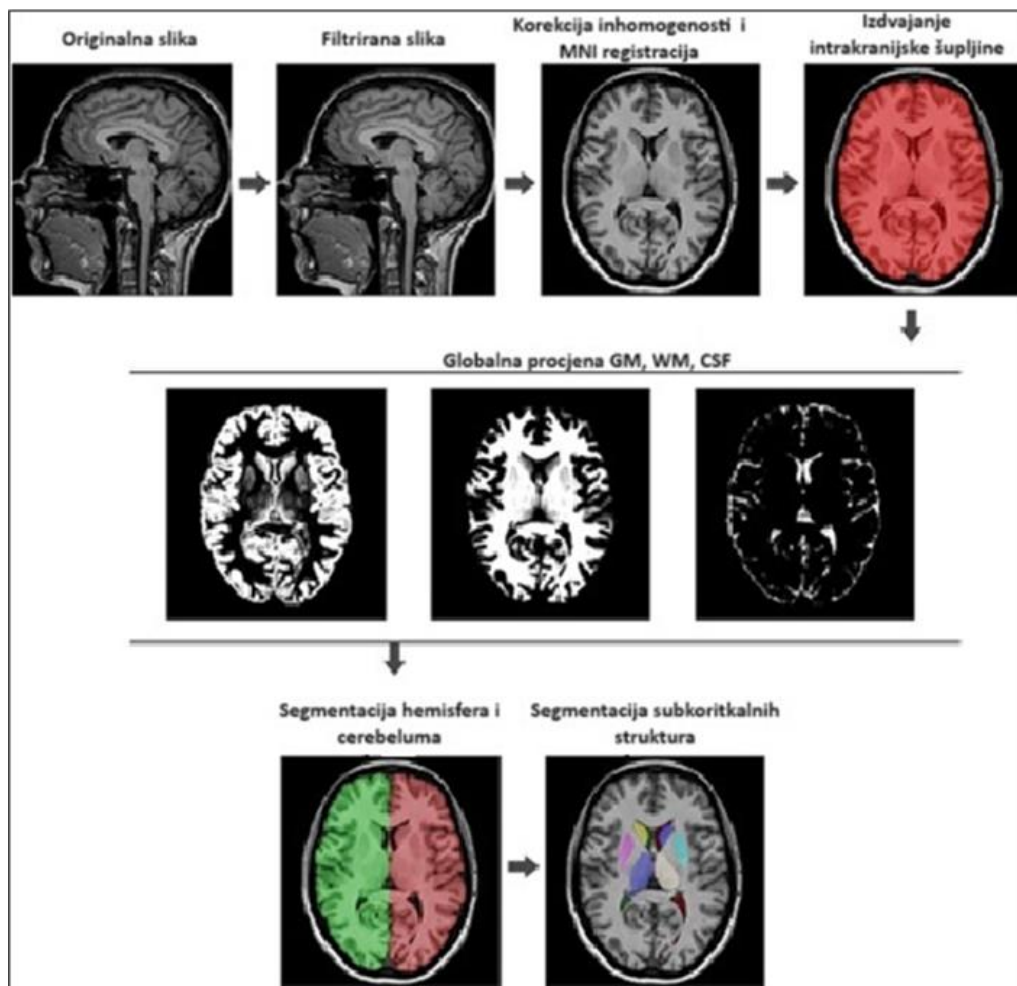 Originalna slika
Filtrirana slika
Korekcija inhomogenosti i
MNI registracija
Izdvajanje
intrakranijske šupljine
Globalna procjena GM, WM, CSF
Segmentacija hemisfera i
cerebeluma
Segmentacija subkoritkalnih
struktura